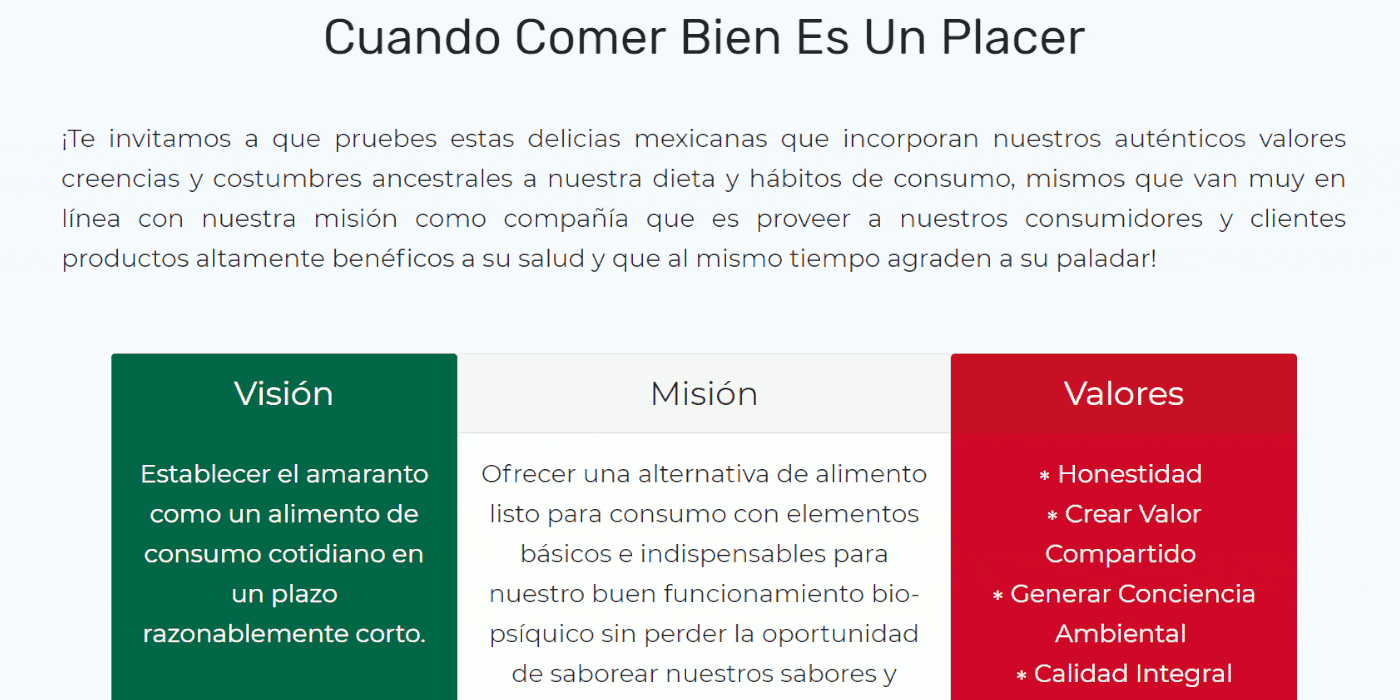 Cuando Comer Bien Es Un Placer
¡Te invitamos a que pruebes estas delicias mexicanas que incorporan nuestros auténticos valores
creencias y costumbres ancestrales a nuestra dieta y hábitos de consumo, mismos que van muy en
línea con nuestra misión como compañía que es proveer a nuestros consumidores y clientes
productos altamente benéficos a su salud y que al mismo tiempo agraden a su paladar!
Visión
Establecer el amaranto
como un alimento de
consumo cotidiano en
un plazo
razonablemente corto.
Misión
Ofrecer una alternativa de alimento
listo para consumo con elementos
básicos e indispensables para
nuestro buen funcionamiento bio-
psíquico sin perder la oportunidad
de saborear nuestros sabores y
Valores
* Honestidad
* Crear Valor
Compartido
* Generar Conciencia
Ambiental
* Calidad Integral